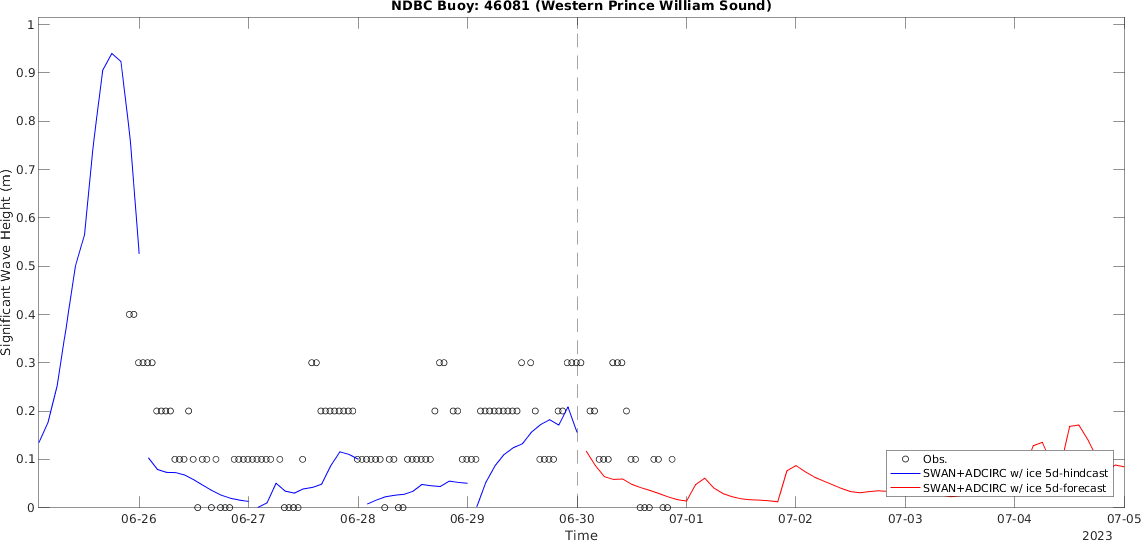 NDBC Buoy: 46081 (Western Prince William Sound)
1
0.9
0.8
0.7
0.6
0.5
0.4
0.3
0.2
0.1
0
Significant Wave Height (m)
Obs.
SWAN+ADCIRC w/ ice 5d-hindcast
SWAN+ADCIRC w/ ice 5d-forecast
06-26 06-27 06-28 06-29 06-30 07-01 07-02 07-03 07-04 07-05
Time
2023